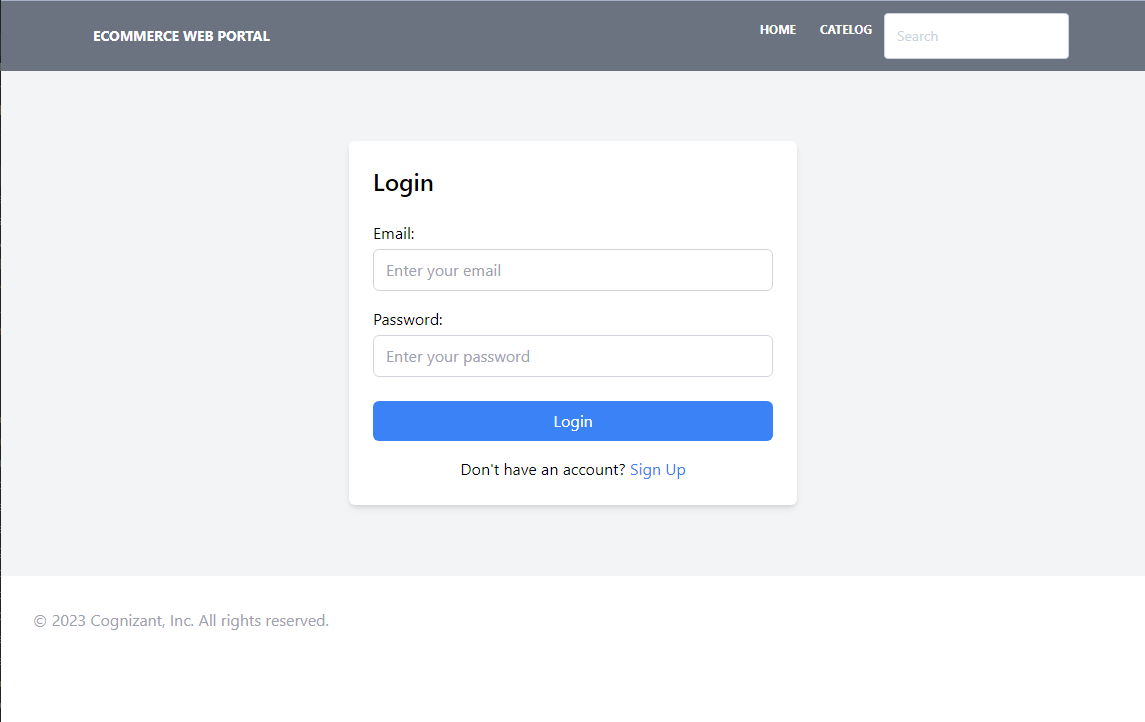 ECOMMERCE WEB PORTAL
HOME
CATELOG
Search
Login
Email:
Enter your email
Password:
Enter your password
Login
Don't have an account? Sign Up
© 2023 Cognizant, Inc. All rights reserved.